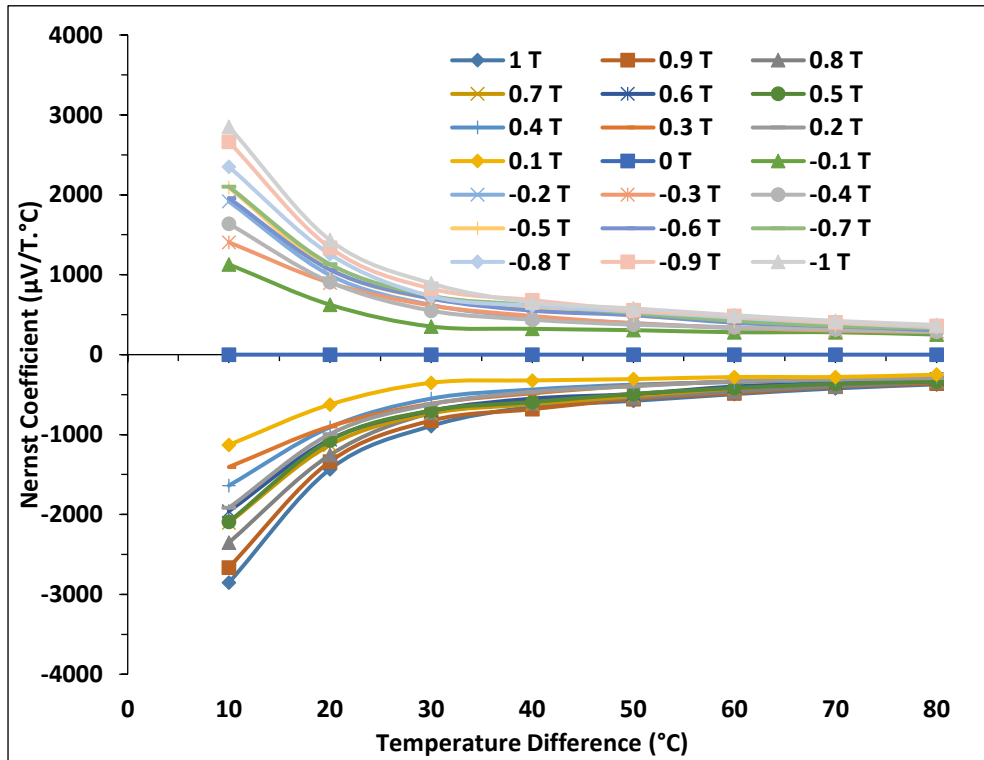 4000
3000
2000
1000
0
-1000
-2000
-3000
-4000
Nernst Coefficient (µV/T.°C)
1 T 0.9 T 0.8 T
0.7 T 0.6 T 0.5 T
0.4 T 0.3 T 0.2 T
0.1 T 0 T -0.1 T
-0.2 T -0.3 T -0.4 T
-0.5 T -0.6 T -0.7 T
-0.8 T -0.9 T -1 T
0 10 20 30 40 50 60 70 80
Temperature Difference (°C)